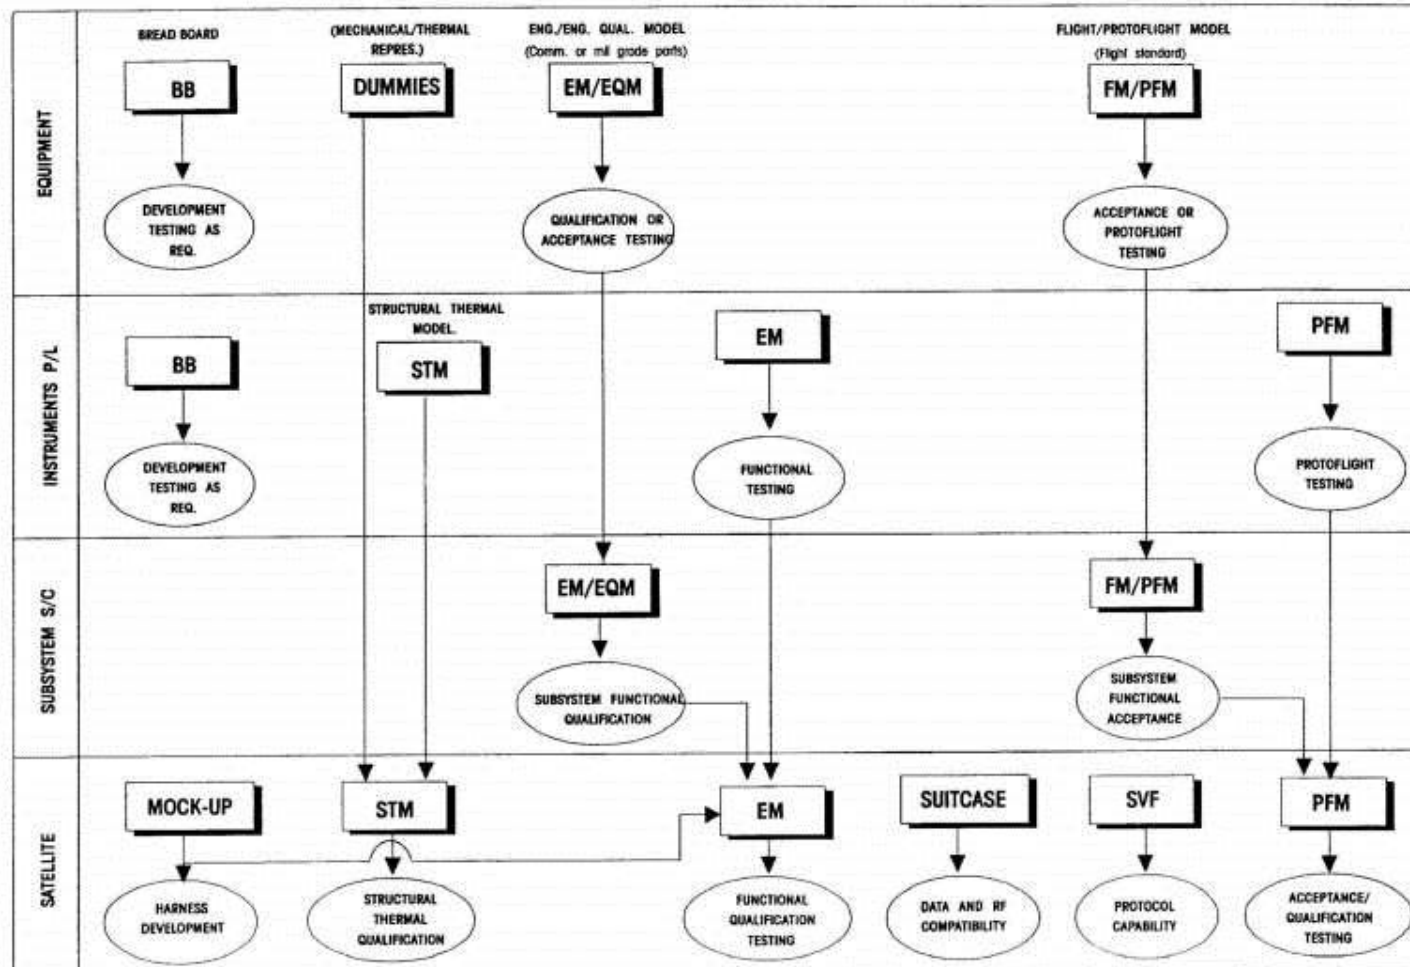 EQUIPMENT
BREAD BOARD
BB
DEVELOPMENT
TESTING AS
REQ.
(MECHANICAL/THERMAL
REPRES.)
DUMMIES
ENG./ENG. QUAL. MODEL
(Comm. or mil grade parts)
EM/EQM
QUALIFICATION OR
ACCEPTANCE TESTING
FLIGHT/PROTOFLIGHT MODEL
(Flight standard)
FM/PFM
ACCEPTANCE OR
PROTOFLIGHT
TESTING
INSTRUMENTS P/L
BB
DEVELOPMENT
TESTING AS
REQ.
STRUCTURAL THERMAL
MODEL.
STM
EM
FUNCTIONAL
TESTING
PFM
PROTOFLIGHT
TESTING
SUBSYSTEM S/C
EM/EQM
SUBSYSTEM FUNCTIONAL
QUALIFICATION
FM/PFM
SUBSYSTEM
FUNCTIONAL
ACCEPTANCE
SATELLITE
MOCK-UP
HARNESS
DEVELOPMENT
STM
STRUCTURAL
THERMAL
QUALIFICATION
EM
FUNCTIONAL
QUALIFICATION
TESTING
SUITCASE
DATA AND RF
COMPATIBILITY
SVF
PROTOCOL
CAPABILITY
PFM
ACCEPTANCE/
QUALIFICATION
TESTING